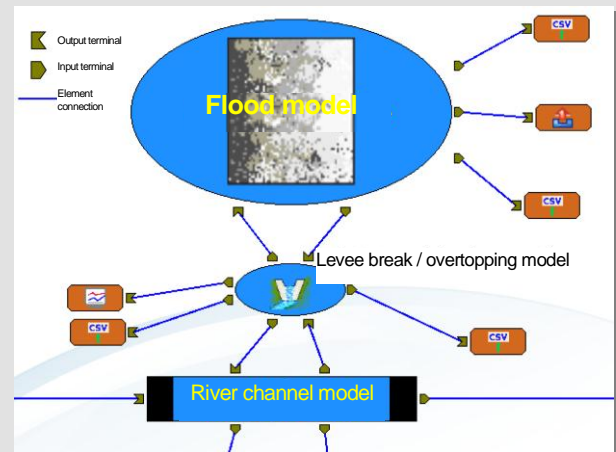 Output terminal
Input terminal
Element
connection
Flood model
CSV
CSV
Levee break / overtopping model
CSV
CSV
River channel model